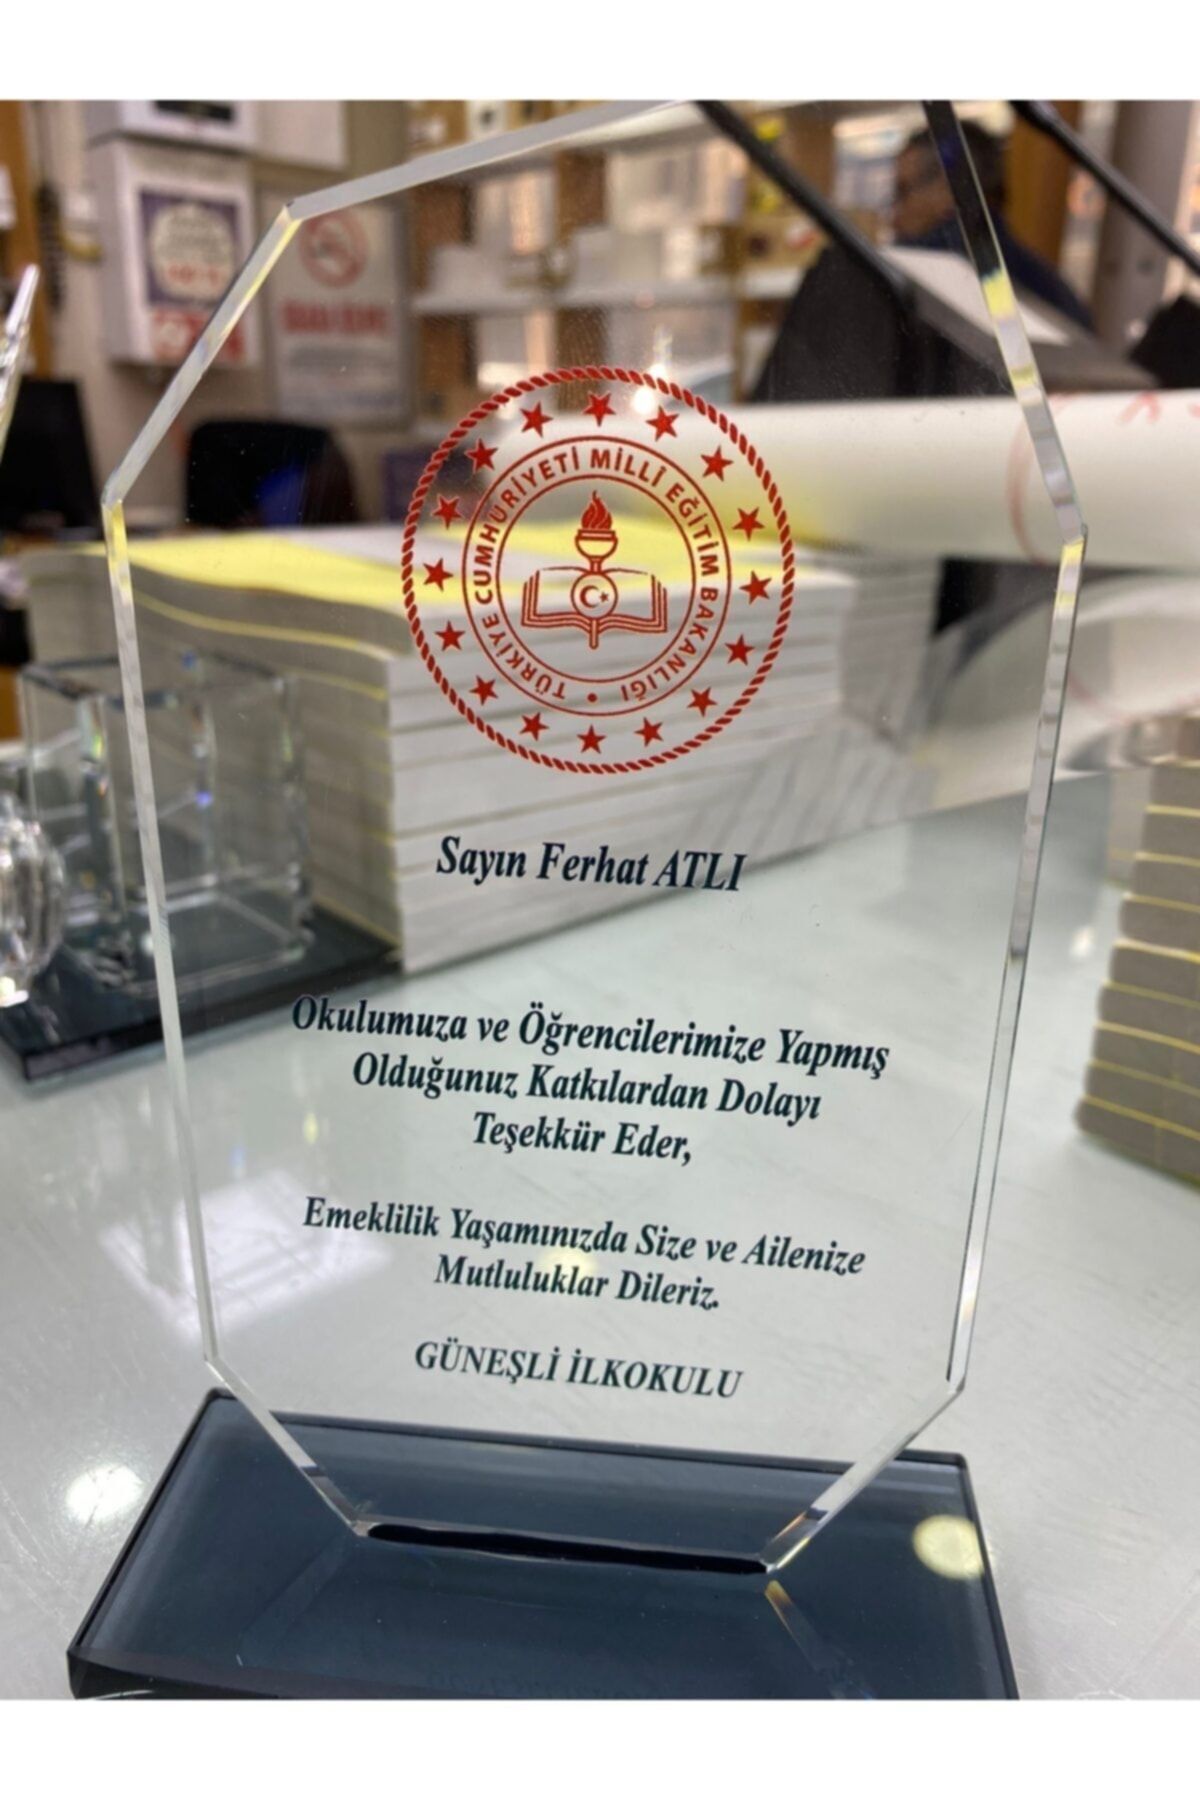 TÜRKİYE CUMHURİYETİ MİLLÎ EĞİTİM BAKANLIĞI
Sayın Ferhat ATLI
Okulumuza ve Öğrencilerimize Yapmış
Olduğunuz Katkılardan Dolayı
Teşekkür Eder,
Emeklilik Yaşamınızda Size ve Ailenize
Mutluluklar Dileriz.
GÜNEŞLİ İLKOKULU